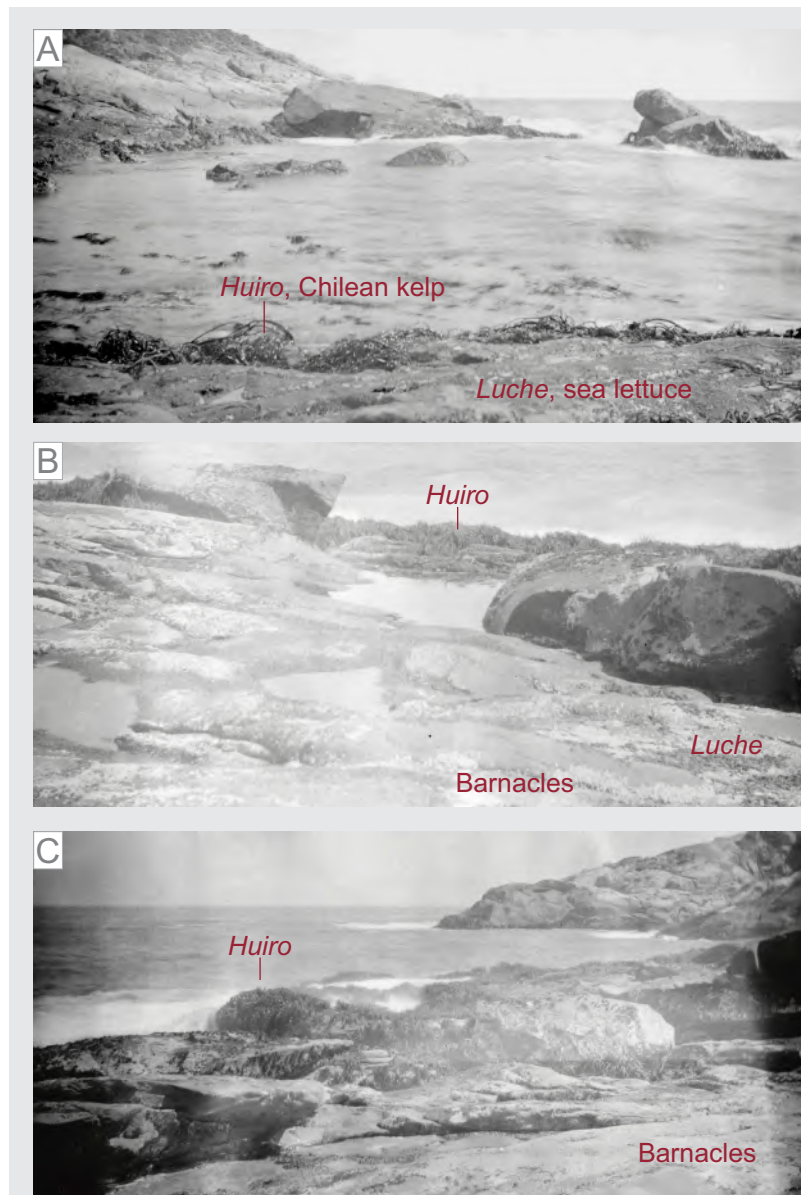 A
Huiro, Chilean kelp
Luche, sea lettuce
B
Huiro
Luche
Barnacles
C
Huiro
Barnacles